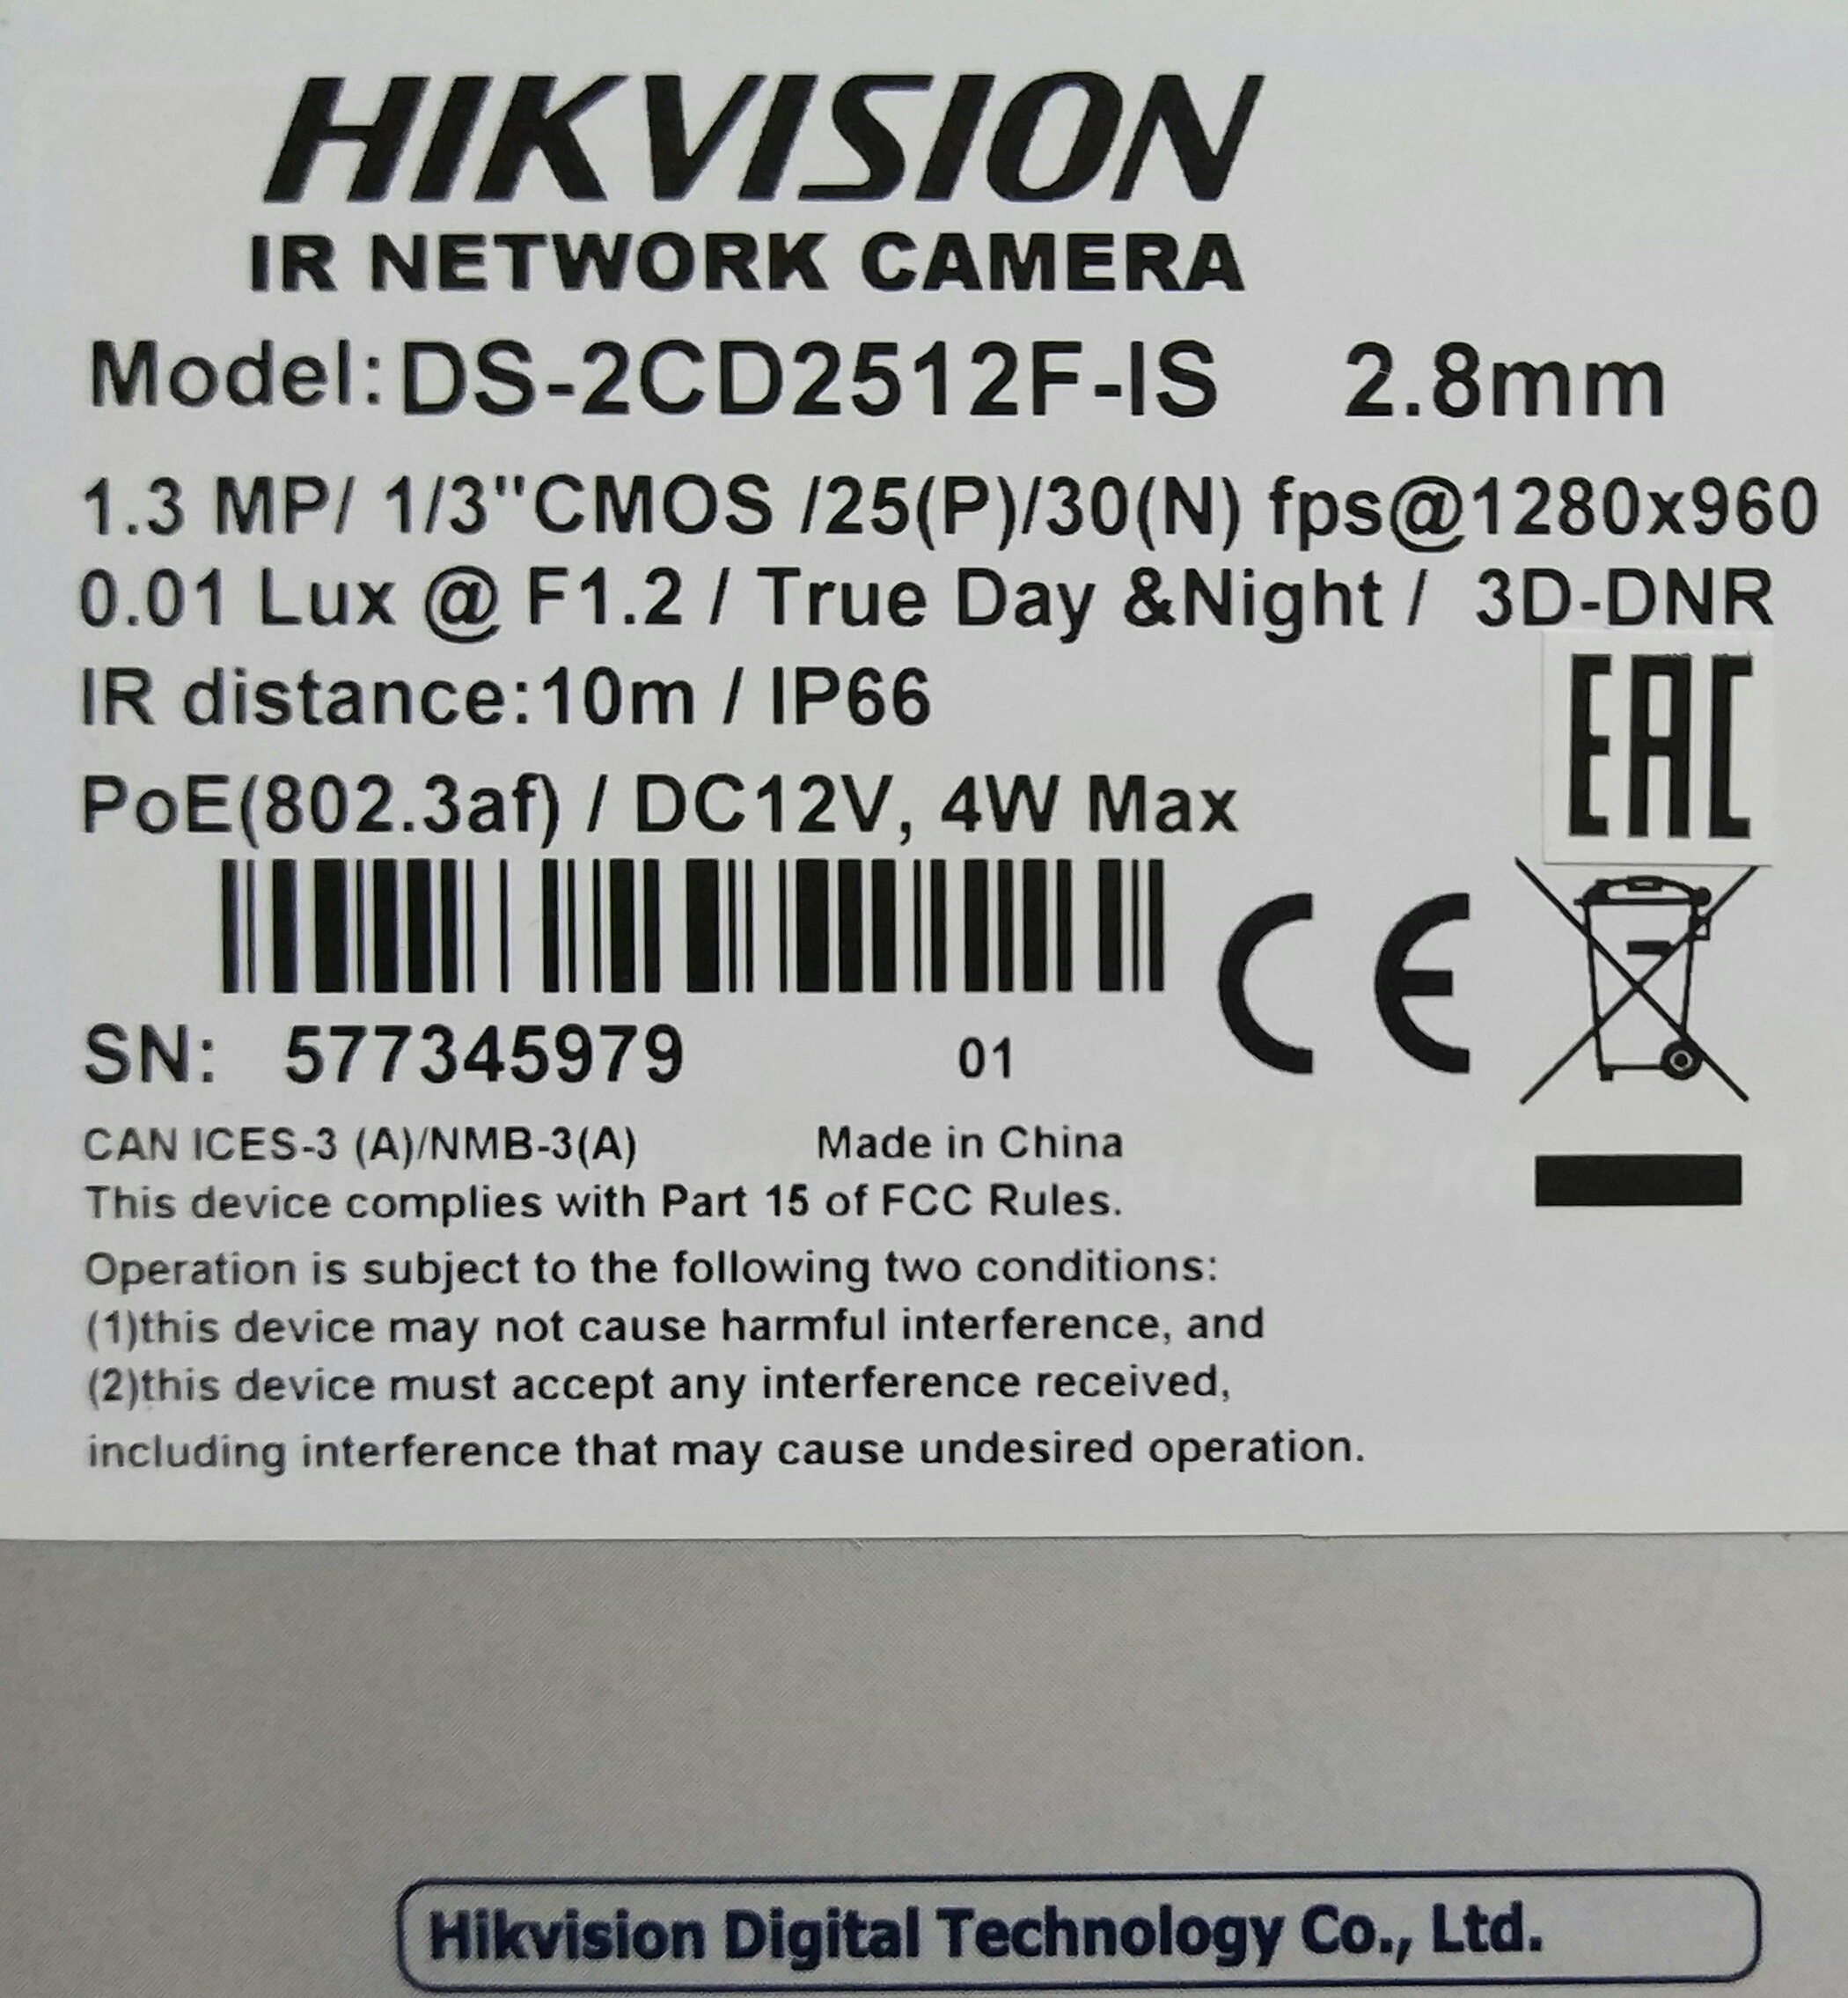 HIKVISION
IR NETWORK CAMERA
Model: DS-2CD2512F-IS 2.8mm
1.3 MP/ 1/3"CMOS /25(P)/30(N) fps@1280x960
0.01 Lux @ F1.2 / True Day &Night / 3D-DNR
IR distance:10m / IP66
EAC
PoE(802.3af) / DC12V, 4W Max
CE
SN: 577345979 01
CAN ICES-3 (A)/NMB-3(A) Made in China
This device complies with Part 15 of FCC Rules.
Operation is subject to the following two conditions:
(1)this device may not cause harmful interference, and
(2)this device must accept any interference received,
including interference that may cause undesired operation.
Hikvision Digital Technology Co., Ltd.